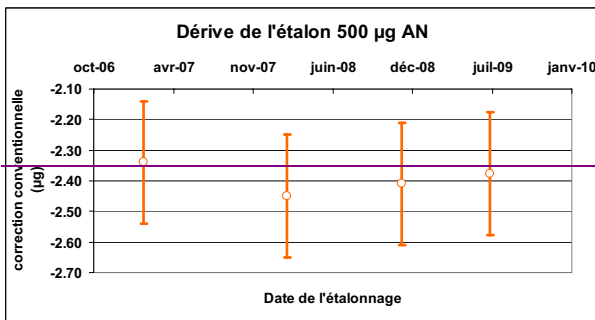 Dérive de l'étalon 500 µg AN
oct-06 avr-07 nov-07 juin-08 déc-08 juil-09 janv-10
correction conventionnelle
(µg)
-2.10
-2.20
-2.30
-2.40
-2.50
-2.60
-2.70
Date de l'étalonnage